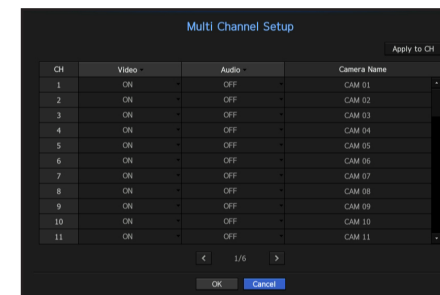 Multi Channel Setup
Apply to CH
CH Video Audio Camera Name
1 ON OFF CAM 01
2 ON OFF CAM 02
3 ON OFF CAM 03
4 ON OFF CAM 04
5 ON OFF CAM 05
6 ON OFF CAM 06
7 ON OFF CAM 07
8 ON OFF CAM 08
9 ON OFF CAM 09
10 ON OFF CAM 10
11 ON OFF CAM 11
< 1/6 >
OK Cancel